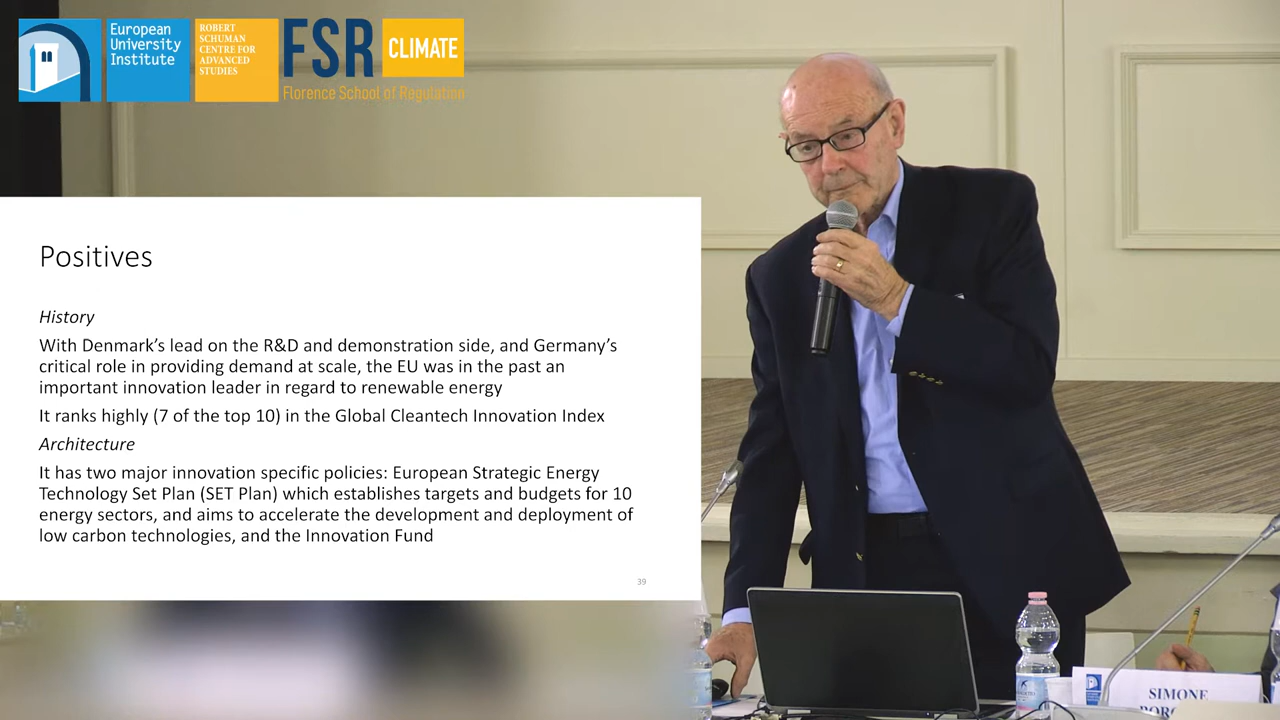 European
University
Institute
ROBERT
SCHUMAN
CENTRE FOR
ADVANCED
STUDIES
FSR
CLIMATE
Florence School of Regulation
Positives
History
With Denmark’s lead on the R&D and demonstration side, and Germany’s
critical role in providing demand at scale, the EU was in the past an
important innovation leader in regard to renewable energy
It ranks highly (7 of the top 10) in the Global Cleantech Innovation Index
Architecture
It has two major innovation specific policies: European Strategic Energy
Technology Set Plan (SET Plan) which establishes targets and budgets for 10
energy sectors, and aims to accelerate the development and deployment of
low carbon technologies, and the Innovation Fund
39
SIMONE